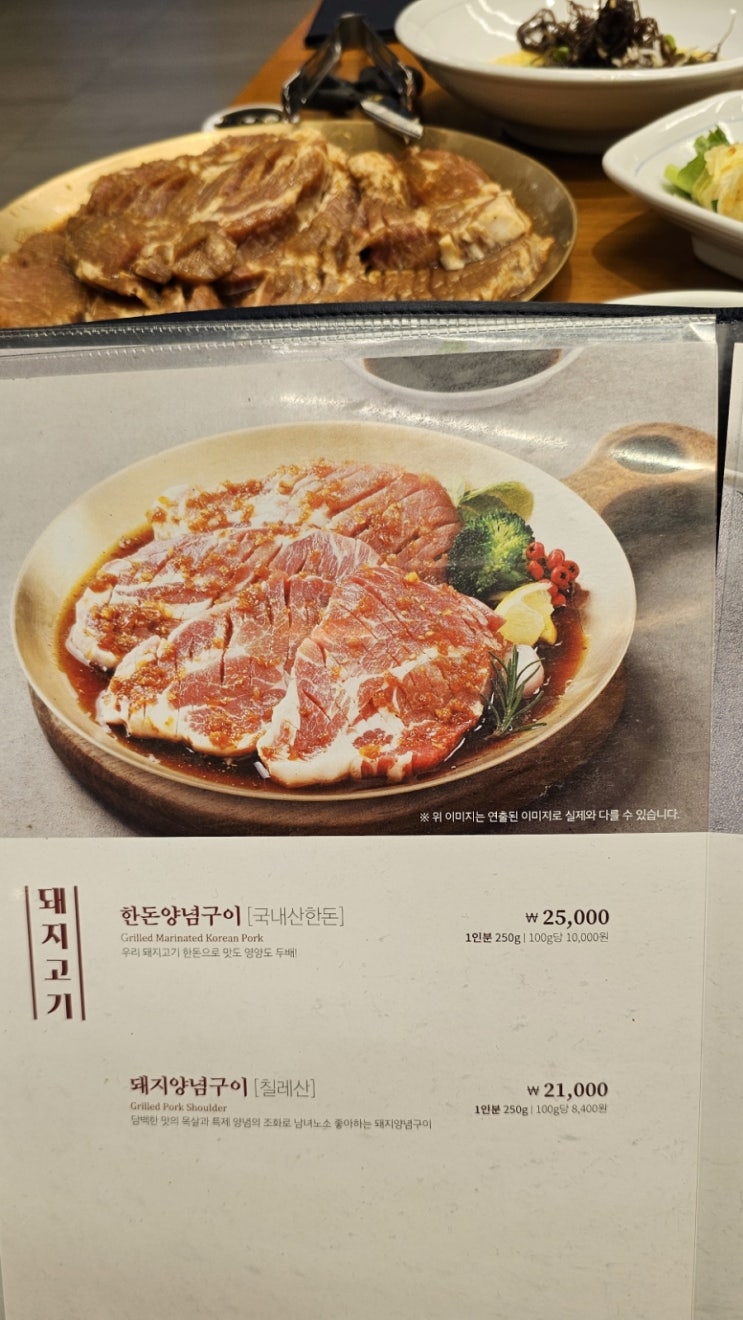 ※ 위 이미지는 연출된 이미지로 실제와 다를 수 있습니다.
돼지고기
한돈양념구이 [국내산한돈]
₩ 25,000
Grilled Marinated Korean Pork
1인분 250g | 100g당 10,000원
우리 돼지고기 한돈으로 맛도 영양도 두배!
돼지양념구이 [칠레산]
₩ 21,000
Grilled Pork Shoulder
1인분 250g | 100g당 8,400원
담백한 맛의 목살과 특제 양념의 조화로 남녀노소 좋아하는 돼지양념구이